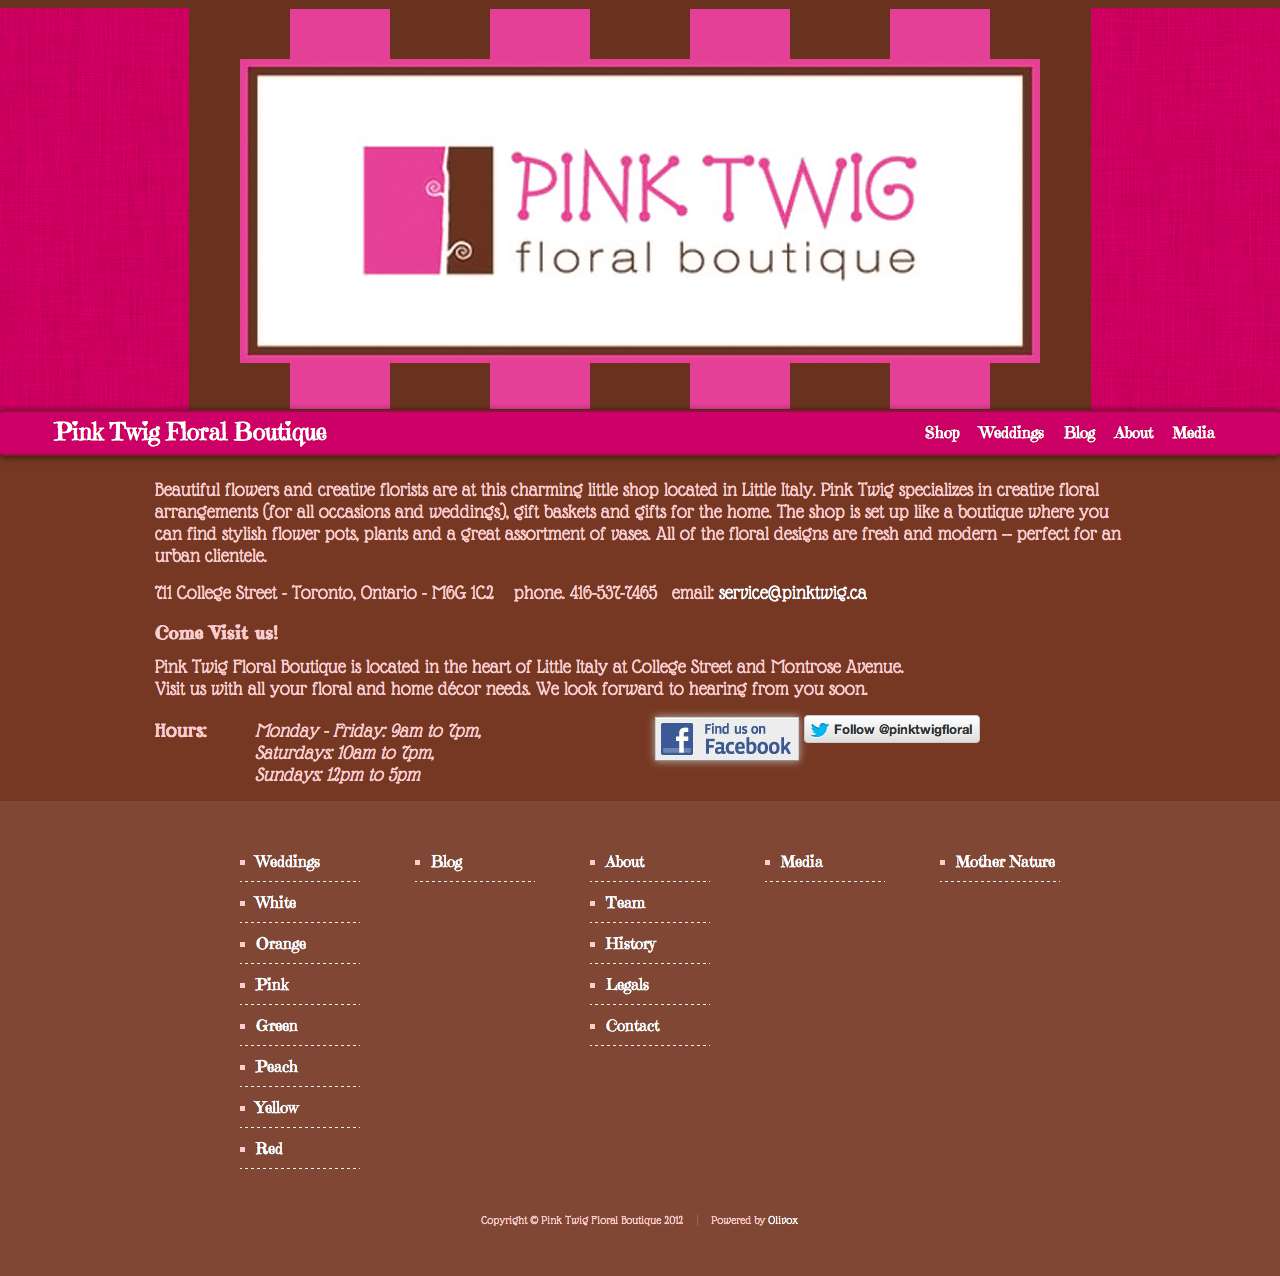 PINK TWIG
floral boutique
Pink Twig Floral Boutique
Shop Weddings Blog About Media
Beautiful flowers and creative florists are at this charming little shop located in Little Italy. Pink Twig specializes in creative floral
arrangements (for all occasions and weddings), gift baskets and gifts for the home. The shop is set up like a boutique where you
can find stylish flower pots, plants and a great assortment of vases. All of the floral designs are fresh and modern – perfect for an
urban clientele.
711 College Street - Toronto, Ontario - M6G 1C2 phone. 416-537-7465 email: service@pinktwig.ca
Come Visit us!
Pink Twig Floral Boutique is located in the heart of Little Italy at College Street and Montrose Avenue.
Visit us with all your floral and home décor needs. We look forward to hearing from you soon.
Hours: Monday - Friday: 9am to 7pm,
Saturdays: 10am to 7pm,
Sundays: 12pm to 5pm
Find us on
Facebook
Follow @pinktwigfloral
Weddings
White
Orange
Pink
Green
Peach
Yellow
Red
Blog
About
Team
History
Legals
Contact
Media
Mother Nature
Copyright © Pink Twig Floral Boutique 2012 | Powered by Olivox